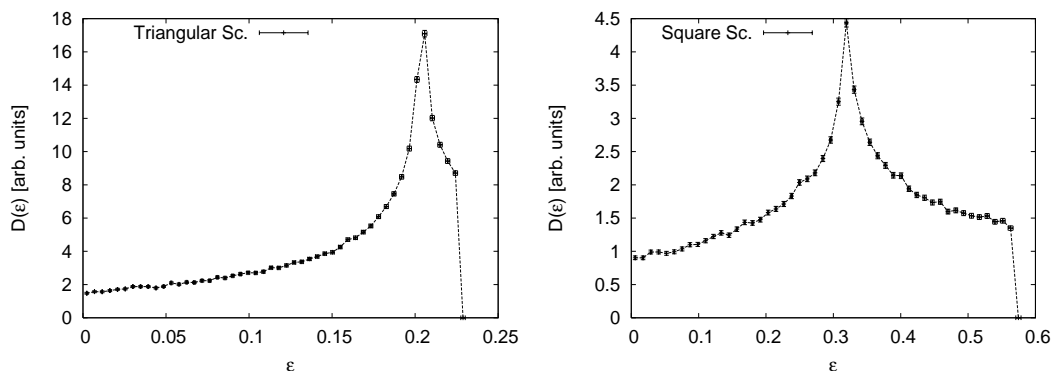 Triangular Sc.
D(ε) [arb. units]
18
16
14
12
10
8
6
4
2
0
0 0.05 0.1 0.15 0.2 0.25
ε
Square Sc.
D(ε) [arb. units]
4.5
4
3.5
3
2.5
2
1.5
1
0.5
0
0 0.1 0.2 0.3 0.4 0.5 0.6
ε